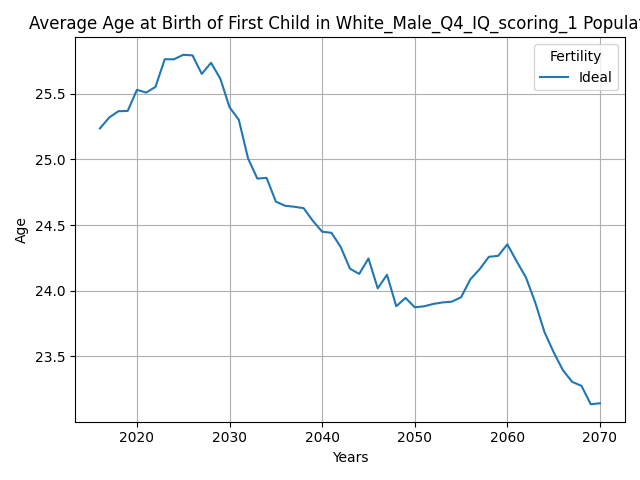 Average Age at Birth of First Child in White_Male_Q4_IQ_scoring_1 Populat
Fertility
Ideal
25.5
25.0
24.5
24.0
23.5
Age
2020 2030 2040 2050 2060 2070
Years